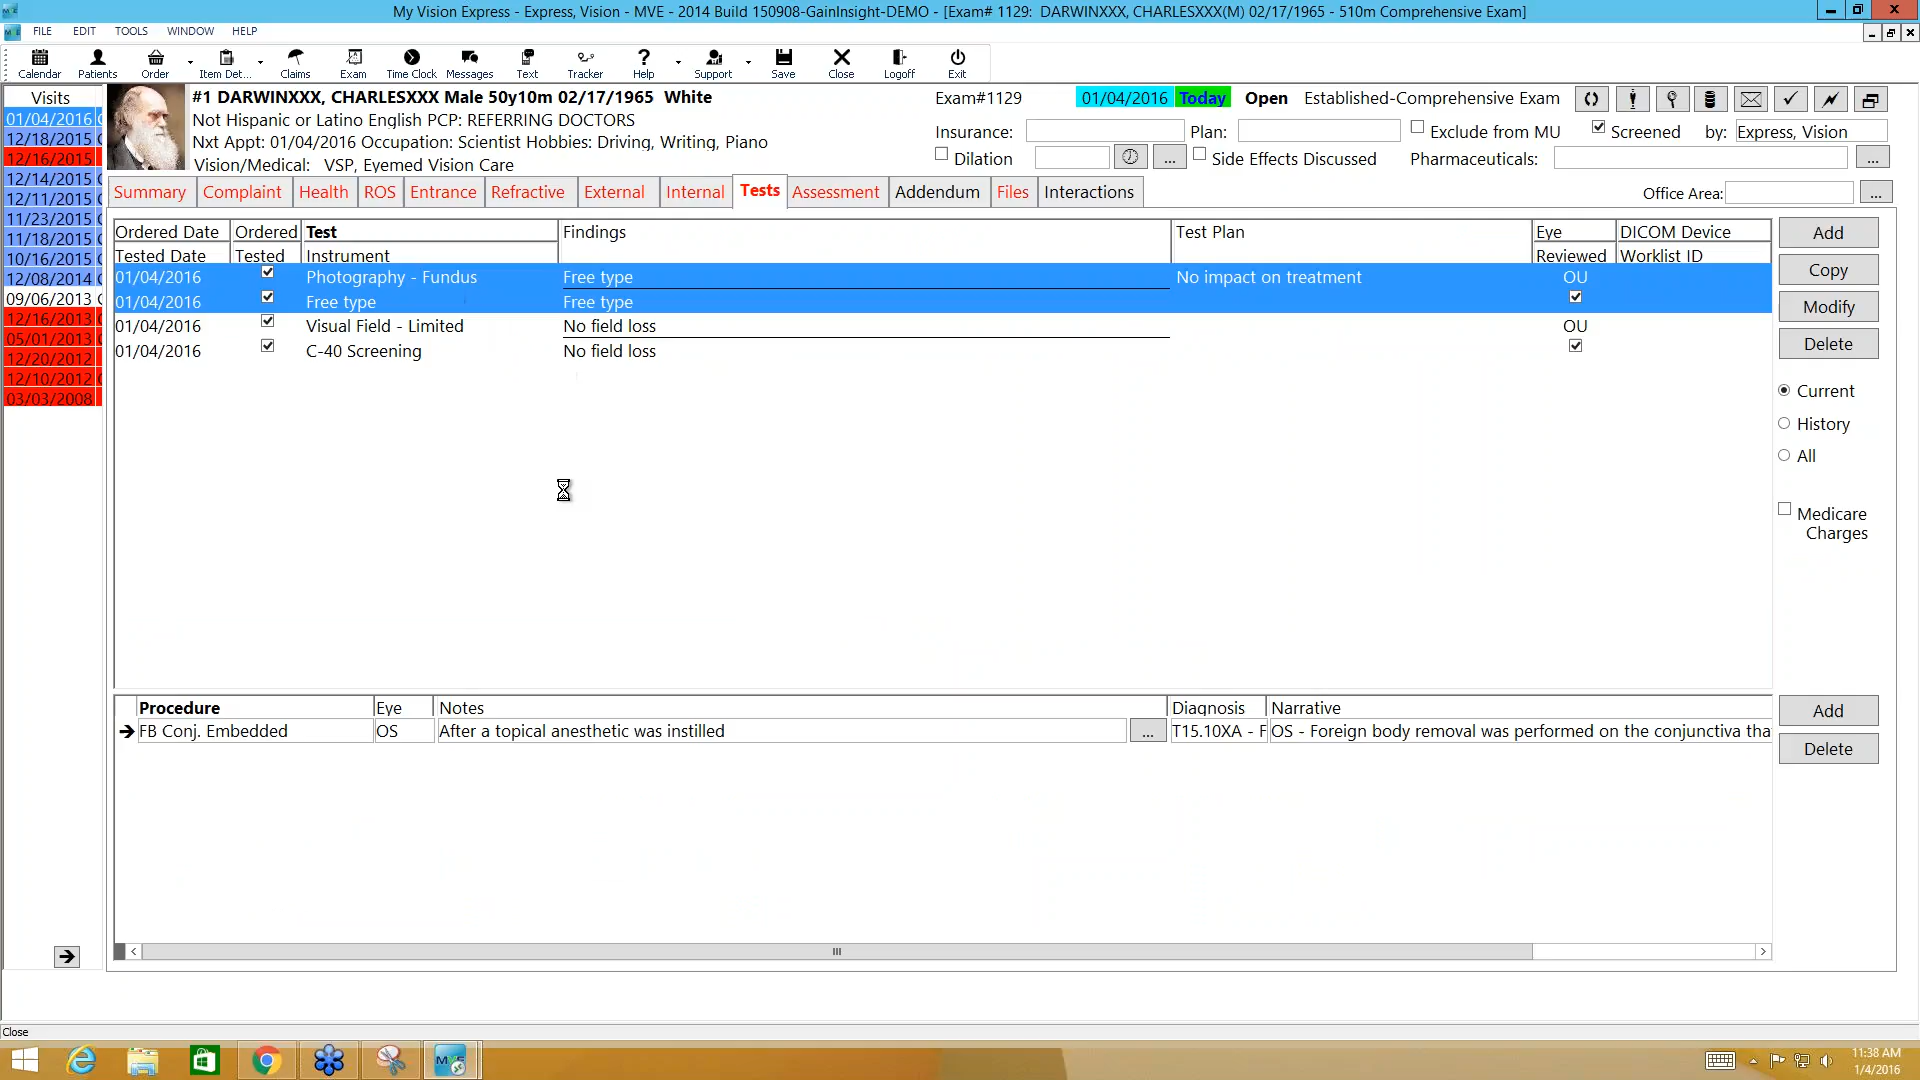 My Vision Express - Express, Vision - MVE - 2014 Build 150908-GainInsight-DEMO - [Exam# 1129: DARWINXXX, CHARLESXXX(M) 02/17/1965 - 510m Comprehensive Exam]
FILE EDIT TOOLS WINDOW HELP
Calendar Patients Order Item Det... Claims Exam Time Clock Messages Text Tracker Help Support Save Close Logoff Exit
Visits
01/04/2016
12/18/2015
12/16/2015
12/14/2015
12/11/2015
11/23/2015
11/18/2015
10/16/2015
12/08/2014
09/06/2013
12/16/2013
05/01/2013
12/20/2012
12/10/2012
03/03/2008
#1 DARWINXXX, CHARLESXXX Male 50y10m 02/17/1965 White
Exam#1129 01/04/2016 Today Open Established-Comprehensive Exam
Not Hispanic or Latino English PCP: REFERRING DOCTORS
Insurance: Plan: Exclude from MU Screened by: Express, Vision
Nxt Appt: 01/04/2016 Occupation: Scientist Hobbies: Driving, Writing, Piano
Dilation ... Side Effects Discussed Pharmaceuticals: ...
Vision/Medical: VSP, Eyemed Vision Care
Summary Complaint Health ROS Entrance Refractive External Internal Tests Assessment Addendum Files Interactions
Office Area: ...
Ordered Date Ordered Test Findings Test Plan Eye DICOM Device
Tested Date Tested Instrument Reviewed Worklist ID
01/04/2016 Photography - Fundus Free type No impact on treatment OU
01/04/2016 Free type Free type
01/04/2016 Visual Field - Limited No field loss OU
01/04/2016 C-40 Screening No field loss
Add
Copy
Modify
Delete
Current
History
All
Medicare
Charges
Procedure Eye Notes Diagnosis Narrative
FB Conj. Embedded OS After a topical anesthetic was instilled ... T15.10XA - F OS - Foreign body removal was performed on the conjunctiva tha
Add
Delete
Close
MVE
11:38 AM
1/4/2016